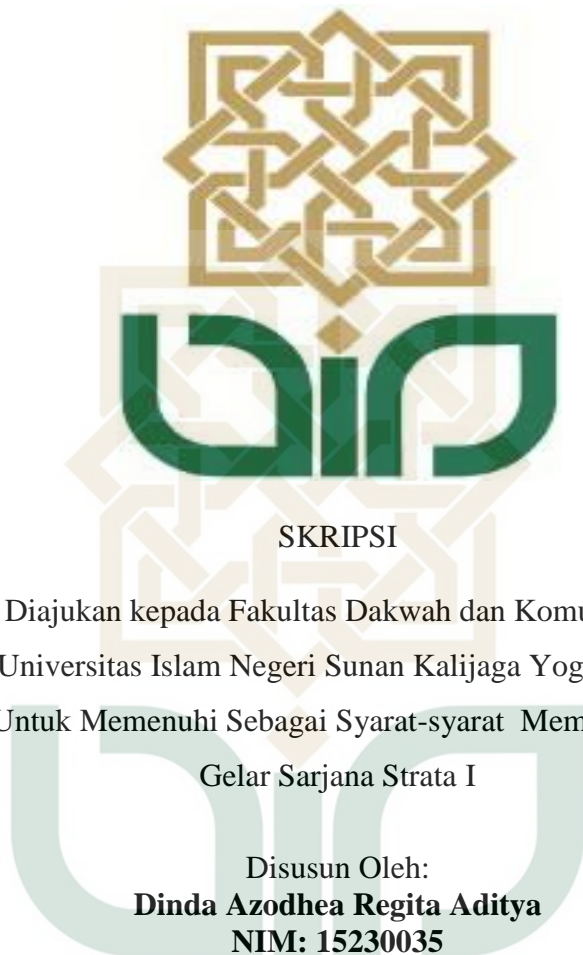 SKRIPSI
Diajukan kepada Fakultas Dakwah dan
Universitas Islam Negeri Sunan Kalijaga
Untuk Memenuhi Sebagai Syarat-syarat
Gelar Sarjana Strata I
Disusun Oleh:
Dinda Azodhea Regita Aditya
NIM: 15230035